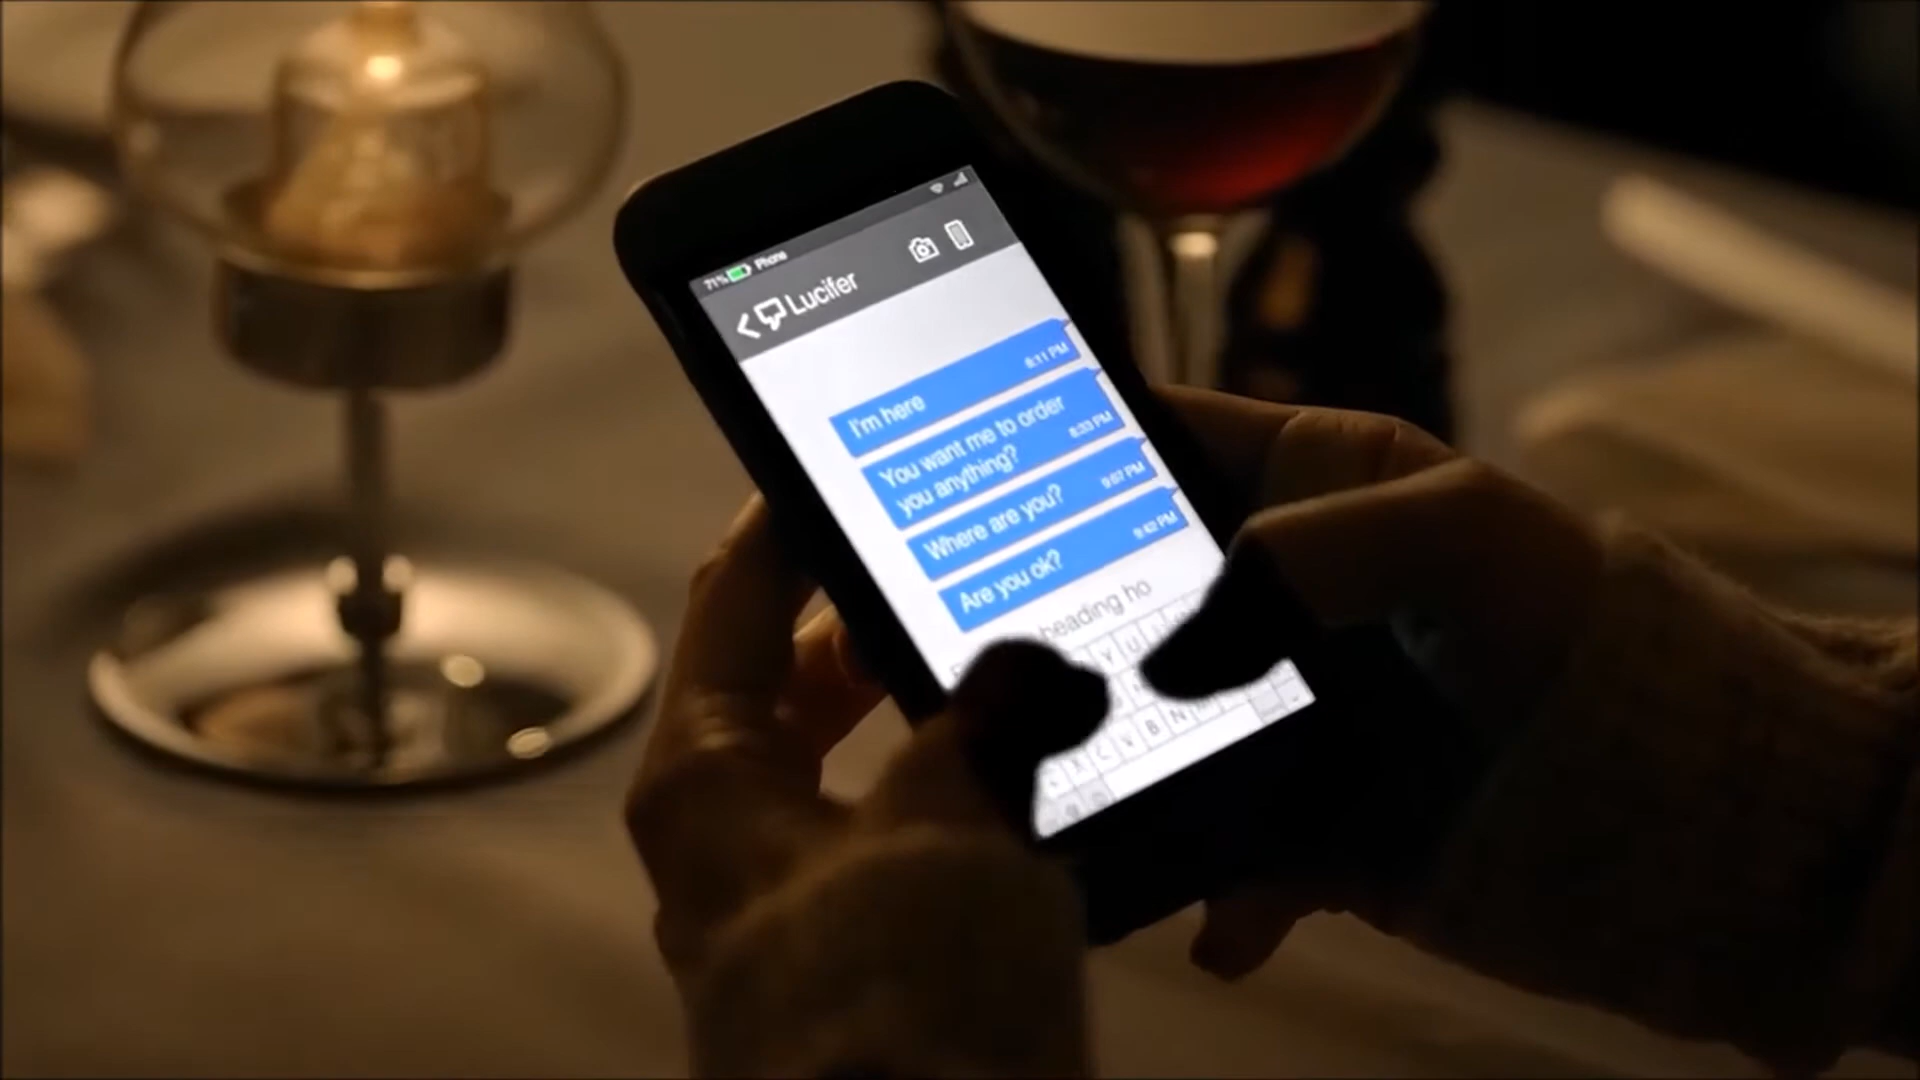 71% Phone
Lucifer
I'm here
8:11 PM
You want me to order
you anything?
8:33 PM
Where are you?
9:07 PM
Are you ok?
9:42 PM
heading ho
Y U
C V B N